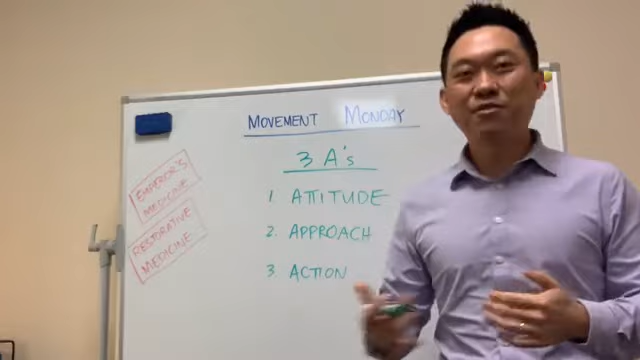 MOVEMENT MONDAY
3 A's
1. ATTITUDE
2. APPROACH
3. ACTION
EMPEROR'S
MEDICINE
RESTORATIVE
MEDICINE